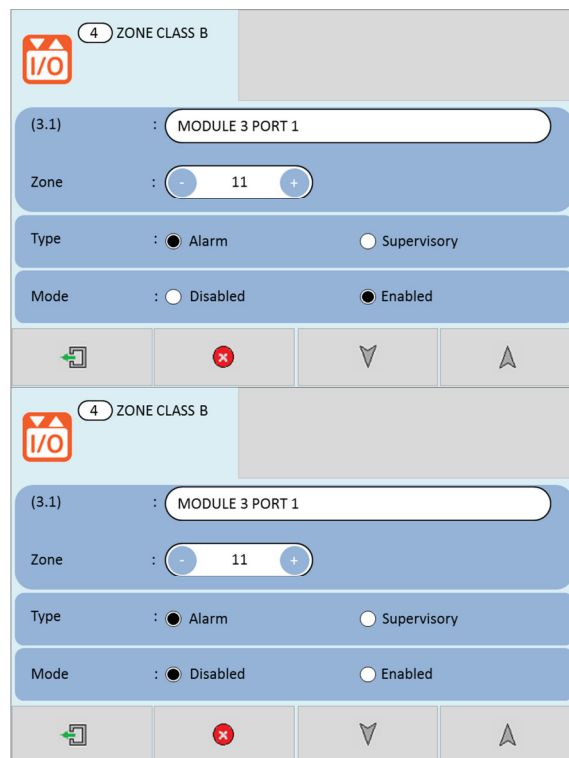 4 ZONE CLASS B
I/O
(3.1) : MODULE 3 PORT 1
Zone : - 11 +
Type : Alarm Supervisory
Mode : Disabled Enabled
4 ZONE CLASS B
I/O
(3.1) : MODULE 3 PORT 1
Zone : - 11 +
Type : Alarm Supervisory
Mode : Disabled Enabled